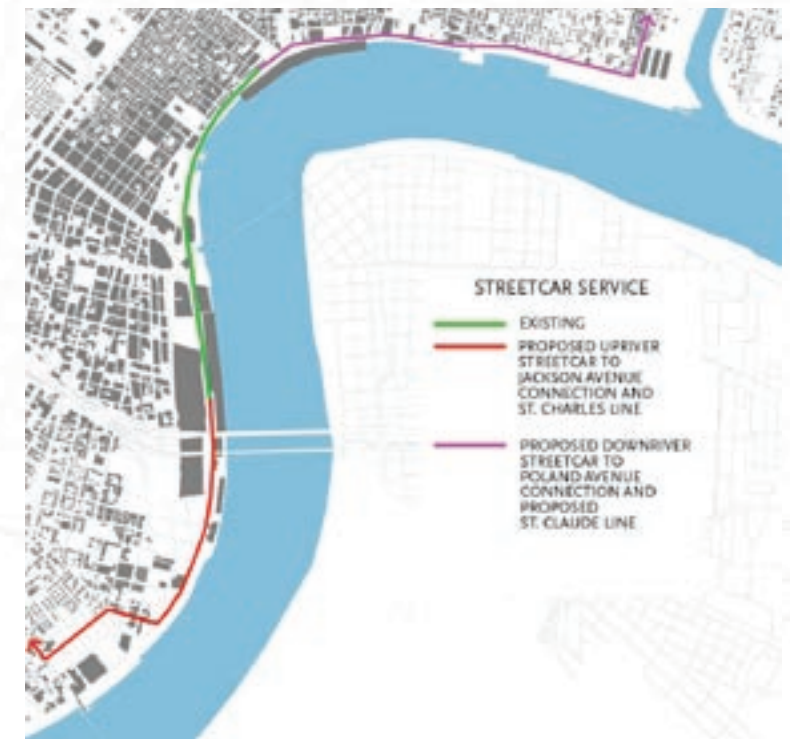 STREETCAR SERVICE
EXISTING
PROPOSED UPRIVER
STREETCAR TO
JACKSON AVENUE
CONNECTION AND
ST. CHARLES LINE
PROPOSED DOWNRIVER
STREETCAR TO
POLAND AVENUE
CONNECTION AND
PROPOSED
ST. CLAUDE LINE